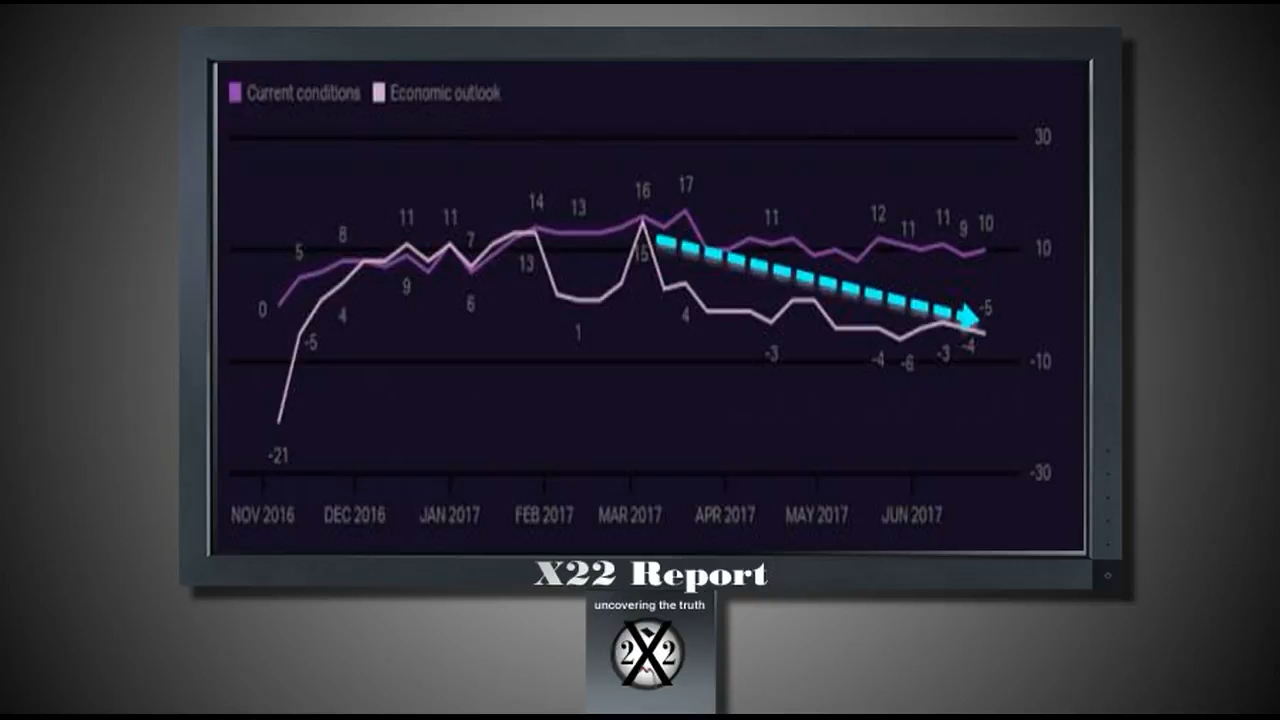 Current conditions Economic outlook
30
17
16
14
13
12
11 11 11 11 11 10
8 7 9
5 10
15
13
9
0 6 -5
4 4
-5 1
-3 -4 -6 -3 -4 -10
-21
-30
NOV 2016 DEC 2016 JAN 2017 FEB 2017 MAR 2017 APR 2017 MAY 2017 JUN 2017
X22 Report
uncovering the truth
2X2